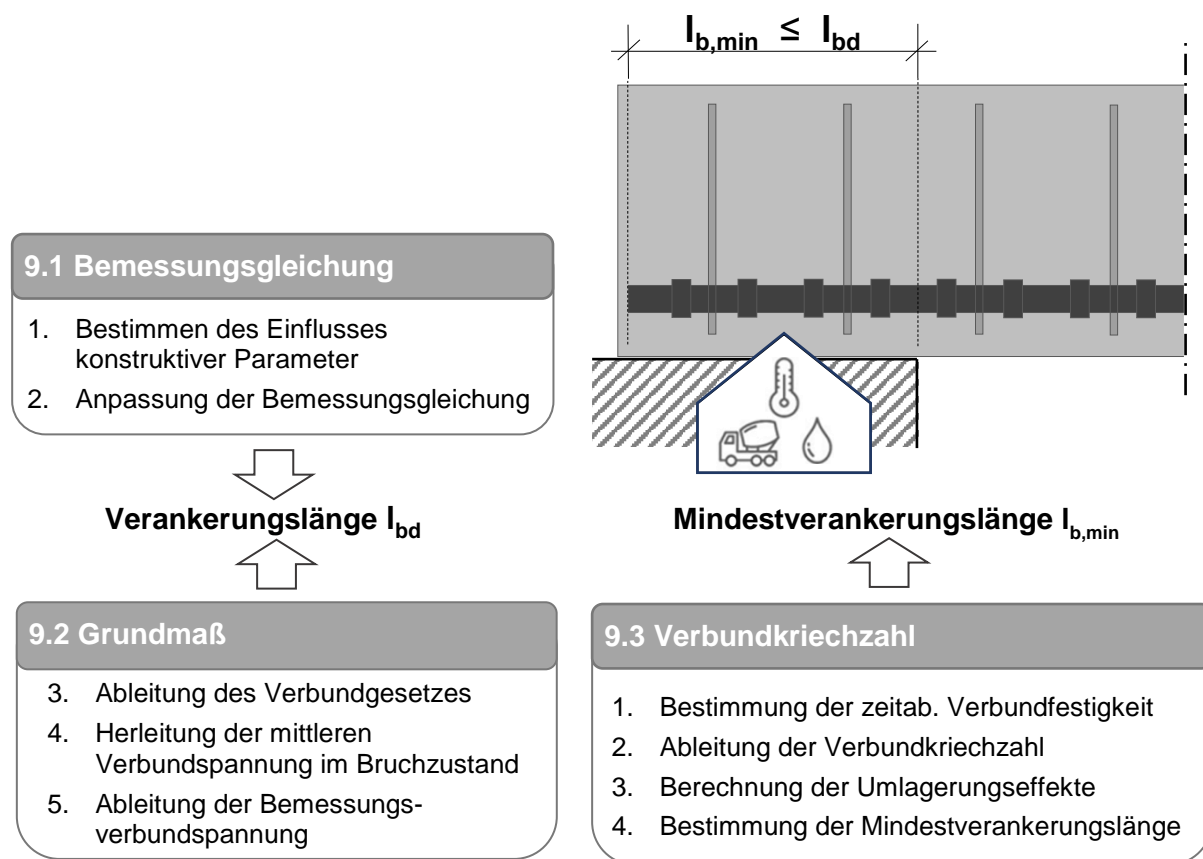 l_b,min ≤ l_bd
9.1 Bemessungsgleichung
1. Bestimmen des Einflusses
konstruktiver Parameter
2. Anpassung der Bemessungsgleichung
Verankerungslänge l_bd
9.2 Grundmaß
3. Ableitung des Verbundgesetzes
4. Herleitung der mittleren
Verbundspannung im Bruchzustand
5. Ableitung der Bemessungs-
verbundspannung
Mindestverankerungslänge l_b,min
9.3 Verbundkriechzahl
1. Bestimmung der zeitab. Verbundfestigkeit
2. Ableitung der Verbundkriechzahl
3. Berechnung der Umlagerungseffekte
4. Bestimmung der Mindestverankerungslänge